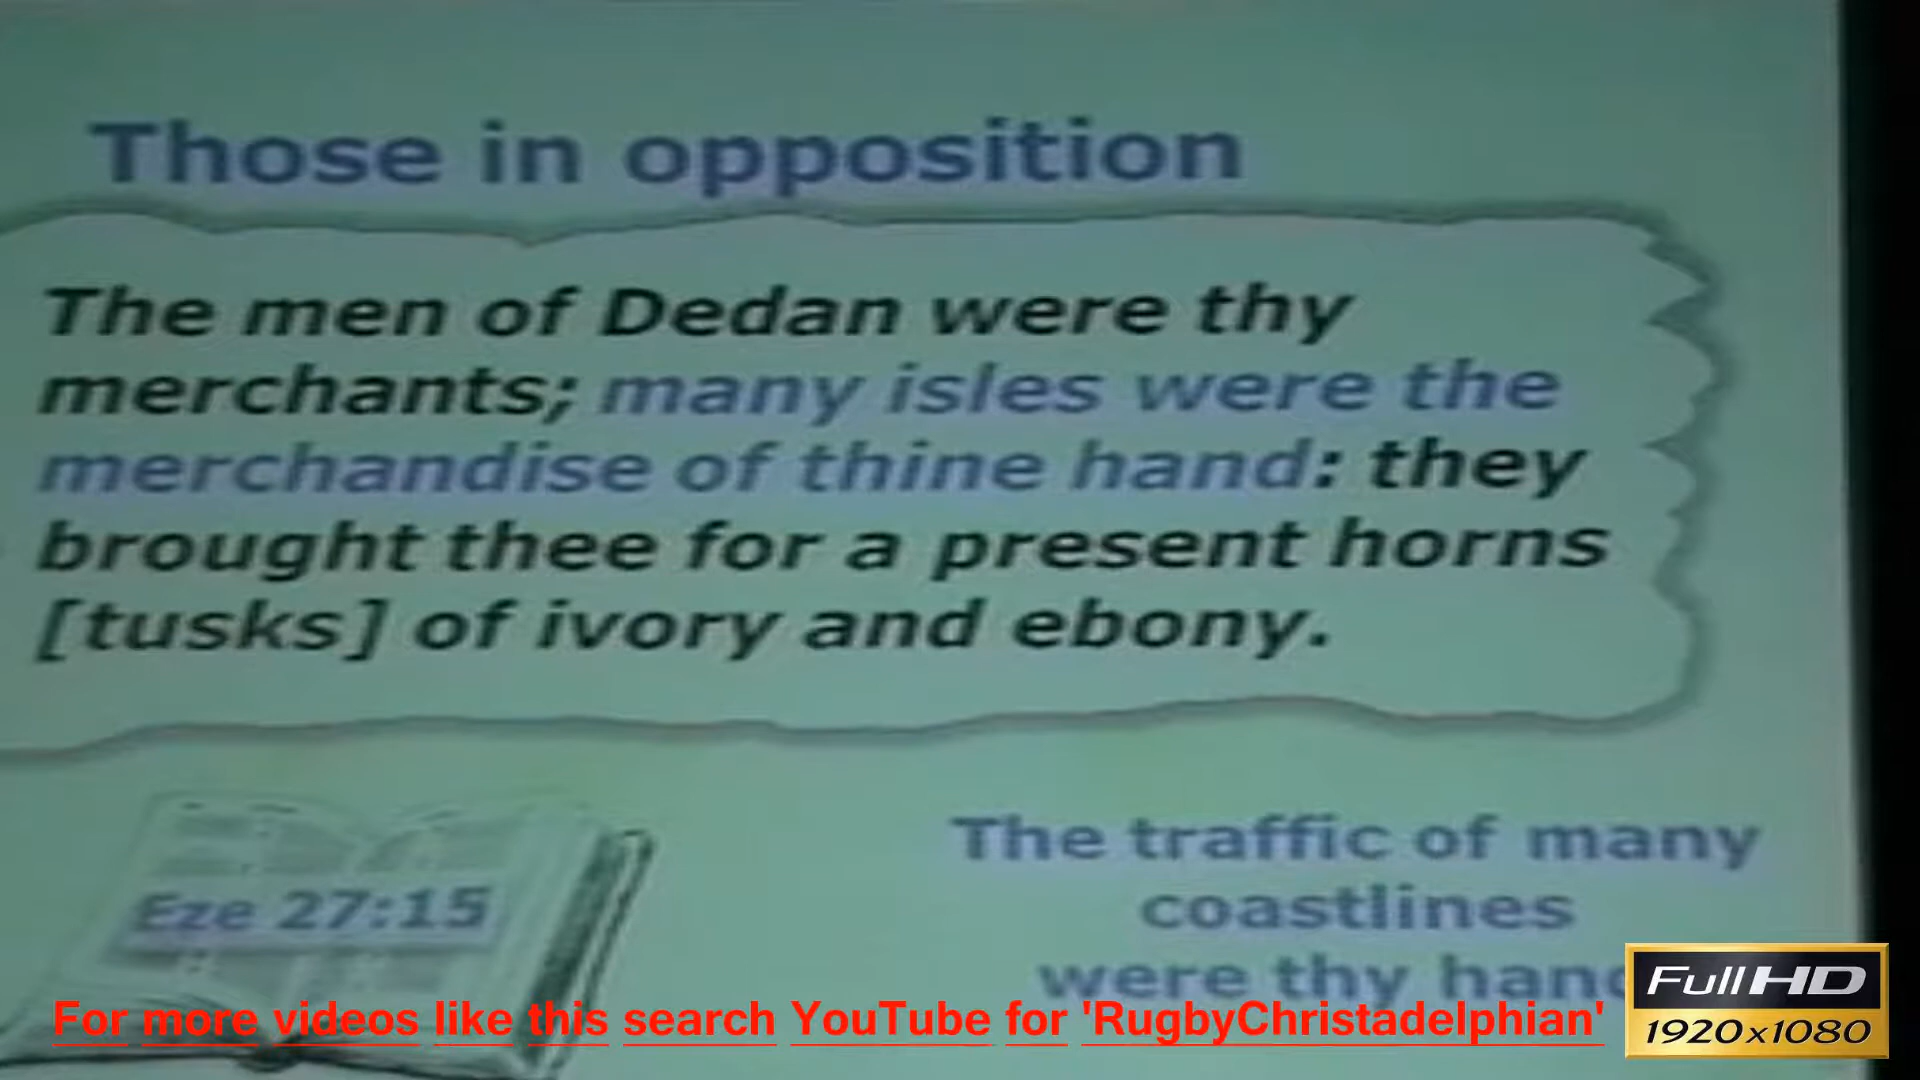 Those in opposition
The men of Dedan were thy
merchants; many isles were the
merchandise of thine hand: they
brought thee for a present horns
[tusks] of ivory and ebony.
Eze 27:15
The traffic of many
coastlines
were thy
For more videos like this search YouTube for 'RugbyChristadelphian'
Full HD
1920x1080